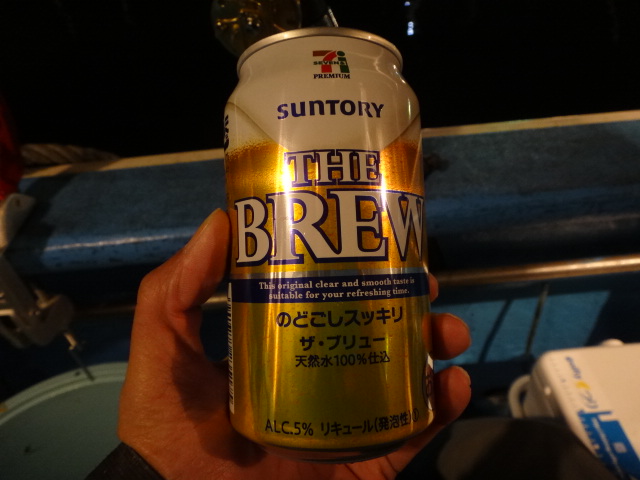 7i
SEVEN&i
PREMIUM
SUNTORY
THE
BREW
This original clear and smooth taste is
suitable for your refreshing time.
のどごしスッキリ
ザ・ブリュー
天然水100%仕込
ALC.5% リキュール(発泡性)